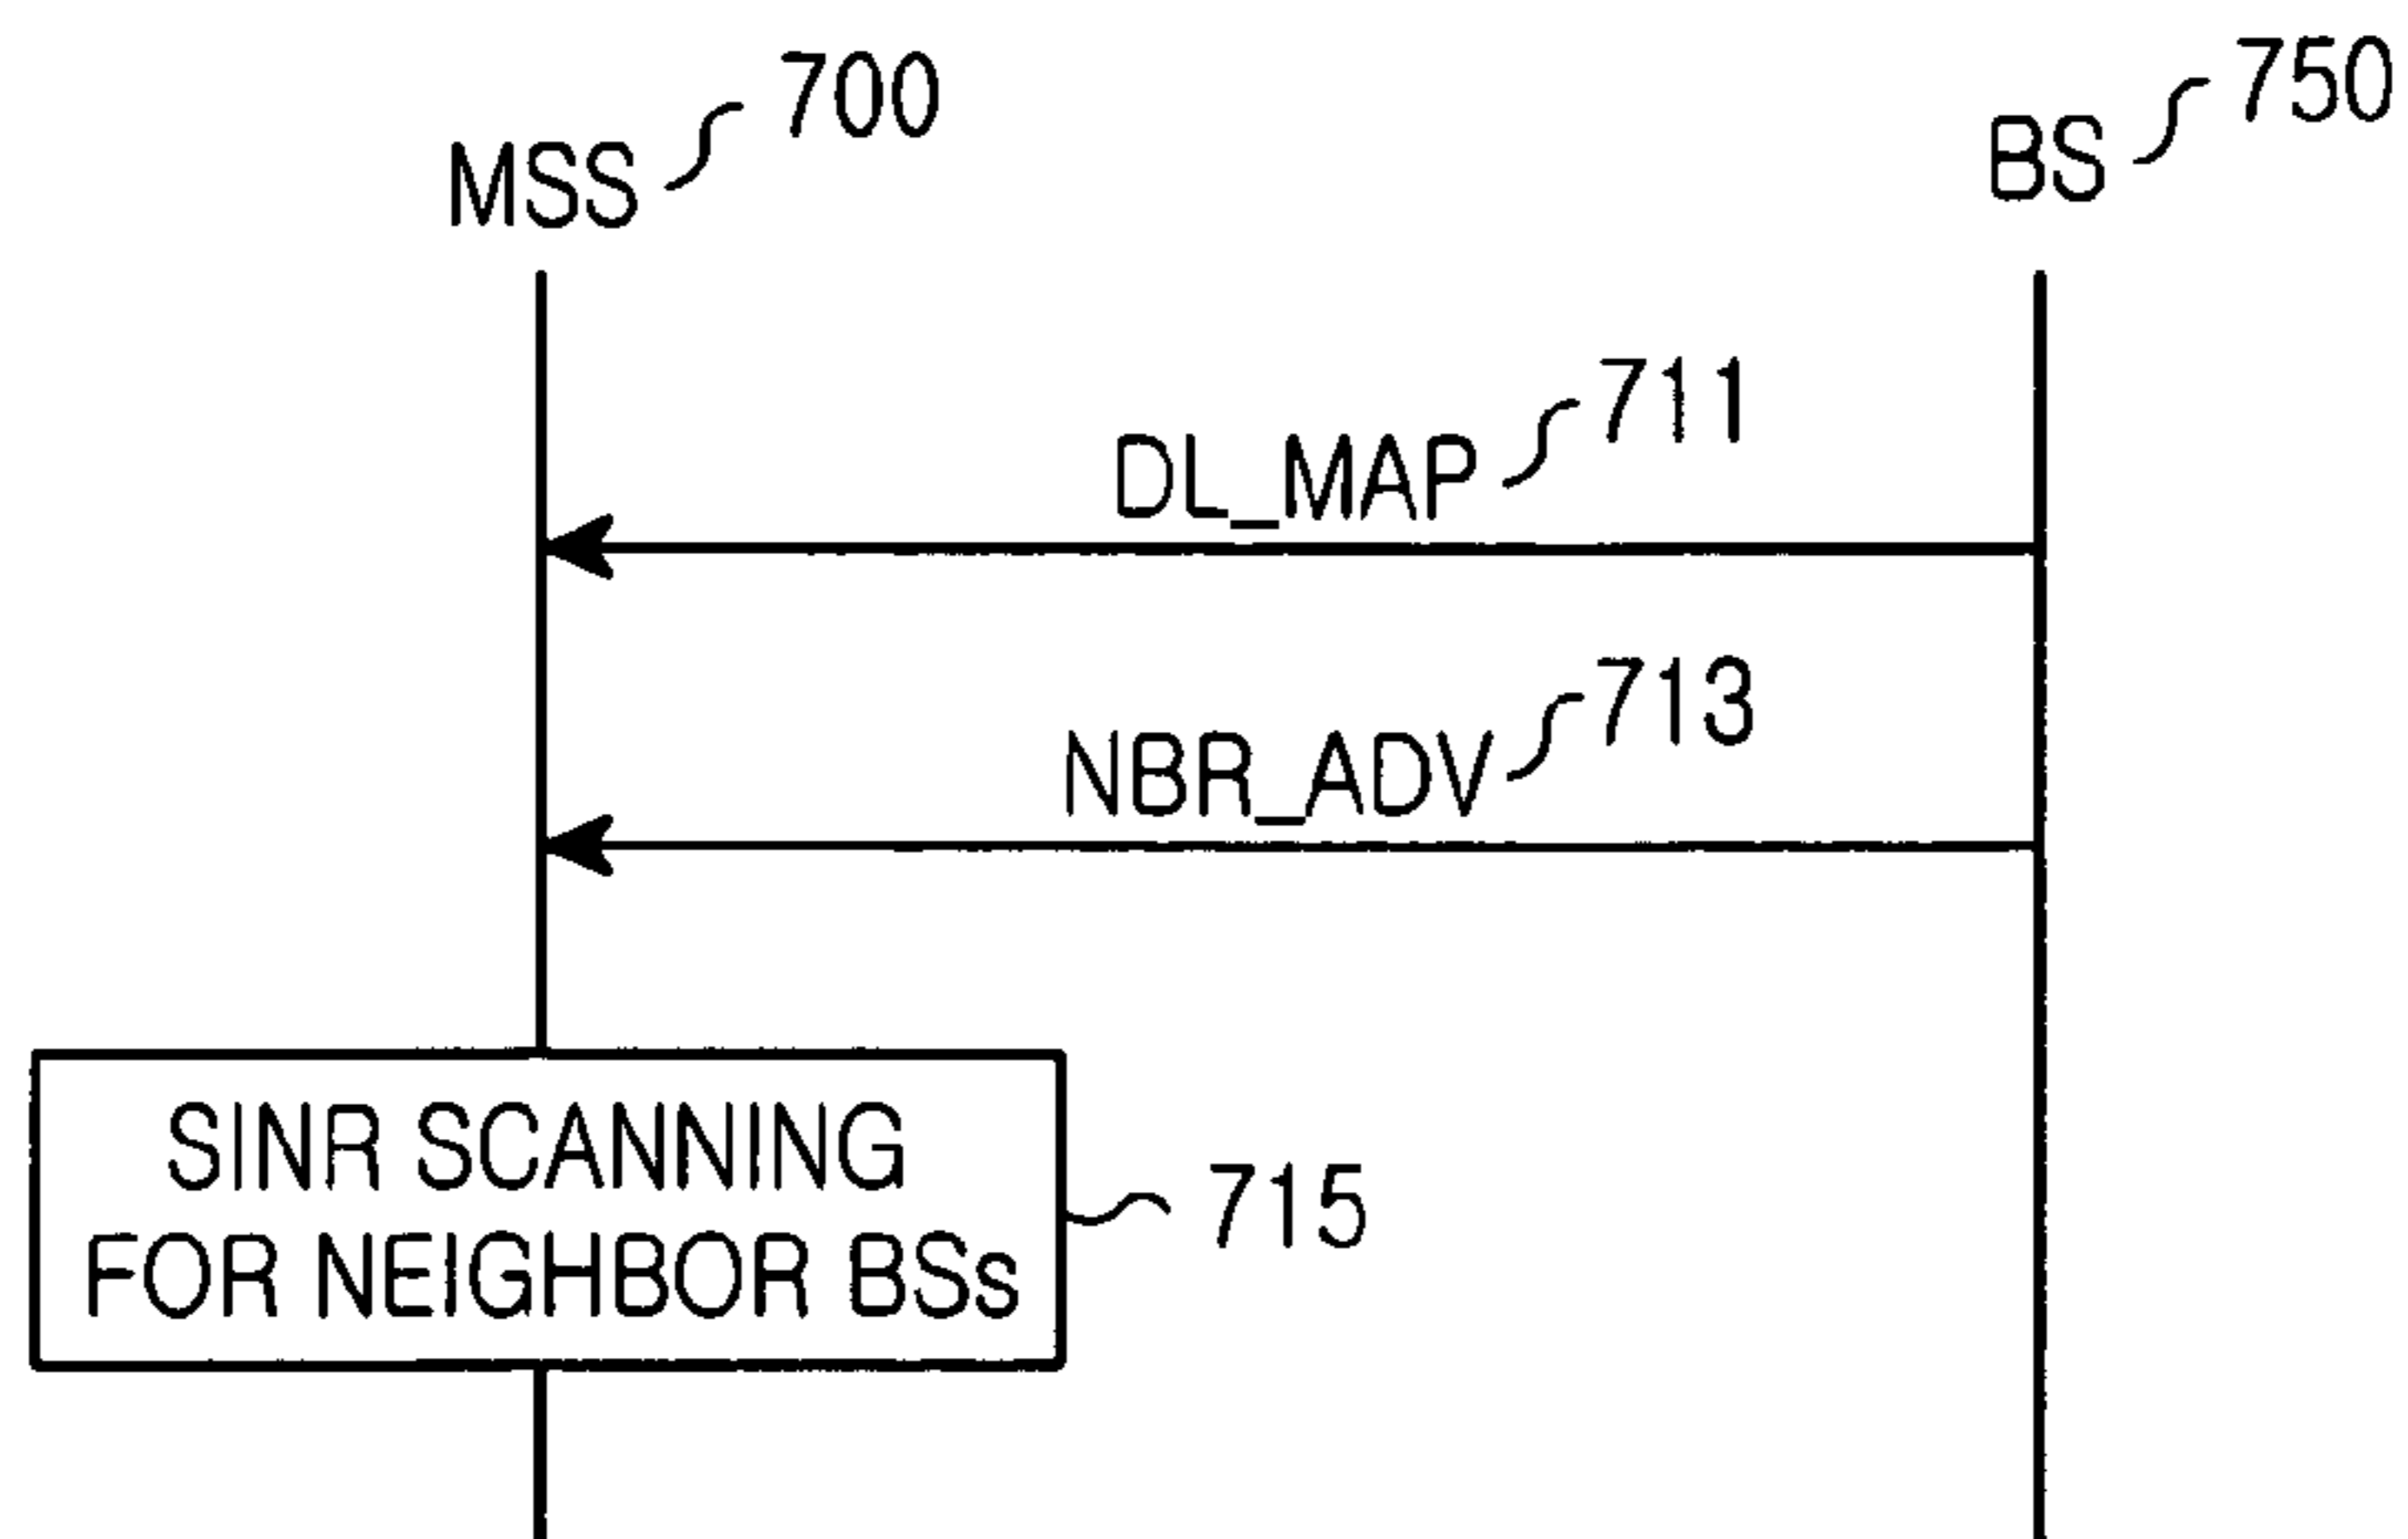 MSS 700
BS 750
DL_MAP 711
NBR_ADV 713
SINR SCANNING
FOR NEIGHBOR BSs
715